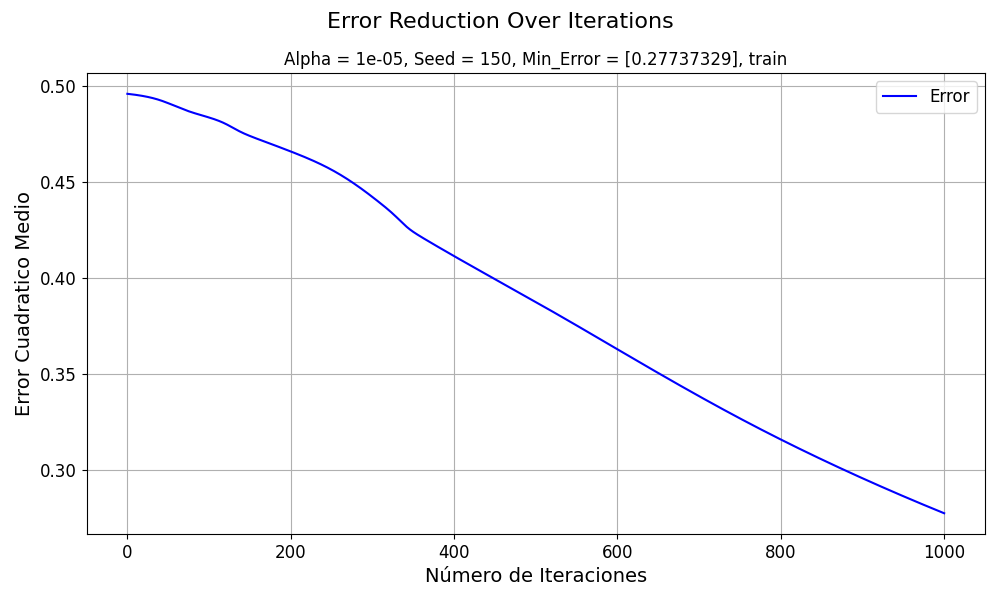 Error Reduction Over Iterations
Alpha = 1e-05, Seed = 150, Min_Error = [0.27737329], train
Error
Error Cuadratico Medio
0.50
0.45
0.40
0.35
0.30
0 200 400 600 800 1000
Número de Iteraciones